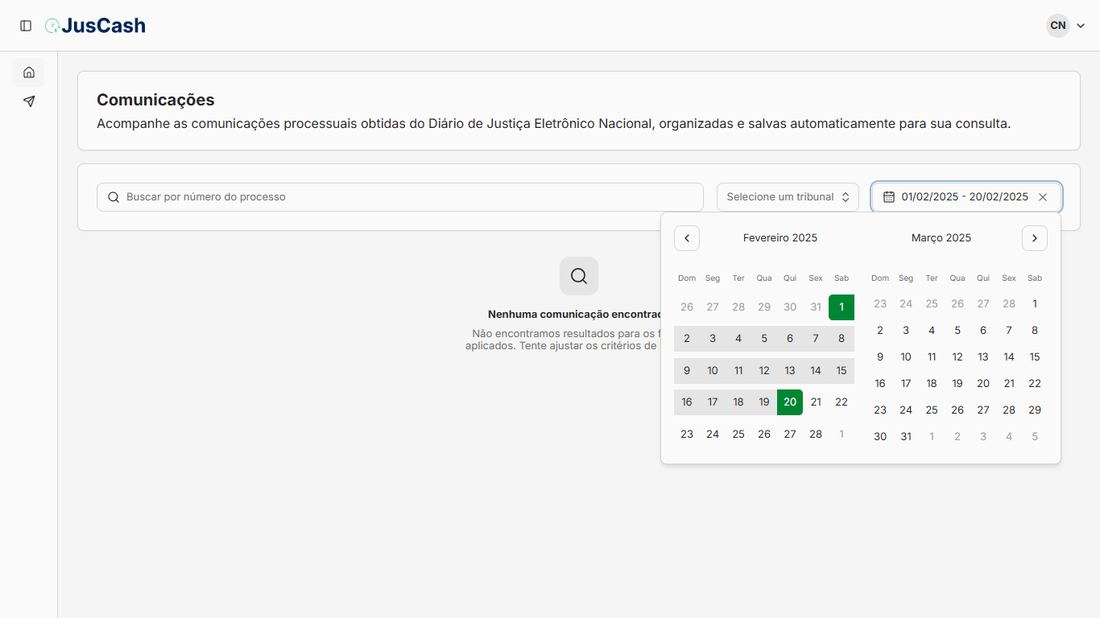 JusCash
CN
Comunicações
Acompanhe as comunicações processuais obtidas do Diário de Justiça Eletrônico Nacional, organizadas e salvas automaticamente para sua consulta.
Buscar por número do processo
Selecione um tribunal
01/02/2025 - 20/02/2025
Nenhuma comunicação
Não encontramos resultados para os
aplicados. Tente ajustar os critérios de
Fevereiro 2025
Dom Seg Ter Qua Qui Sex Sab
26 27 28 29 30 31 1
2 3 4 5 6 7 8
9 10 11 12 13 14 15
16 17 18 19 20 21 22
23 24 25 26 27 28 1
Março 2025
Dom Seg Ter Qua Qui Sex Sab
23 24 25 26 27 28 1
2 3 4 5 6 7 8
9 10 11 12 13 14 15
16 17 18 19 20 21 22
23 24 25 26 27 28 29
30 31 1 2 3 4 5